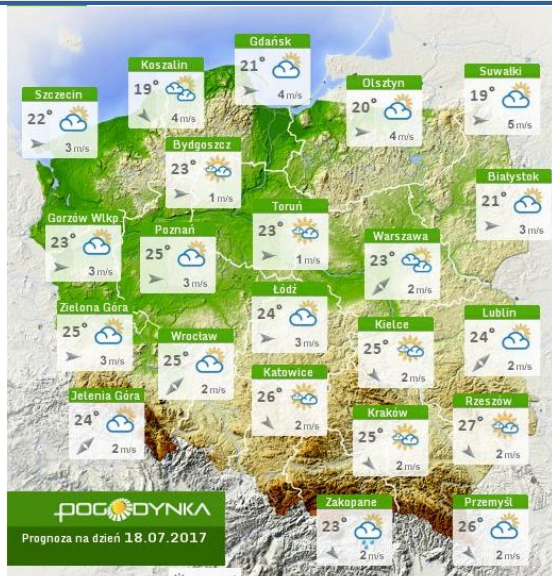 Gdańsk
21°
4 m/s
Koszalin
19°
4 m/s
Suwałki
19°
5 m/s
Olsztyn
20°
4 m/s
Szczecin
22°
3 m/s
Bydgoszcz
23°
1 m/s
Białystok
21°
3 m/s
Toruń
23°
1 m/s
Gorzów Wlkp
23°
3 m/s
Poznań
25°
3 m/s
Warszawa
23°
2 m/s
Łódź
24°
3 m/s
Zielona Góra
25°
3 m/s
Lublin
24°
2 m/s
Kielce
25°
2 m/s
Wrocław
25°
2 m/s
Katowice
26°
2 m/s
Jelenia Góra
24°
2 m/s
Rzeszów
27°
2 m/s
Kraków
25°
2 m/s
Zakopane
23°
2 m/s
Przemyśl
26°
2 m/s
POGODYNKA
Prognoza na dzień 18.07.2017